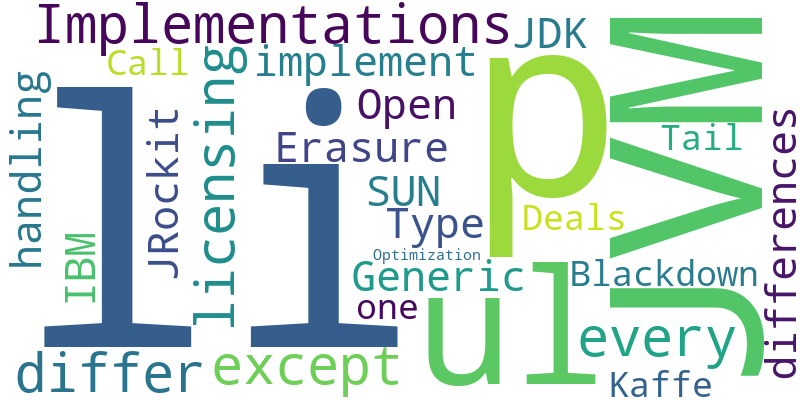 Implementations
JDK
Call
implement
JVM
handling
li
p
licensing
Open
JRockit
Erasure
Tail
differences
SUN
Type
Deals
IBM
Optimization
Generic
Blackdown
one
ul
every
differ
except
Kaffe